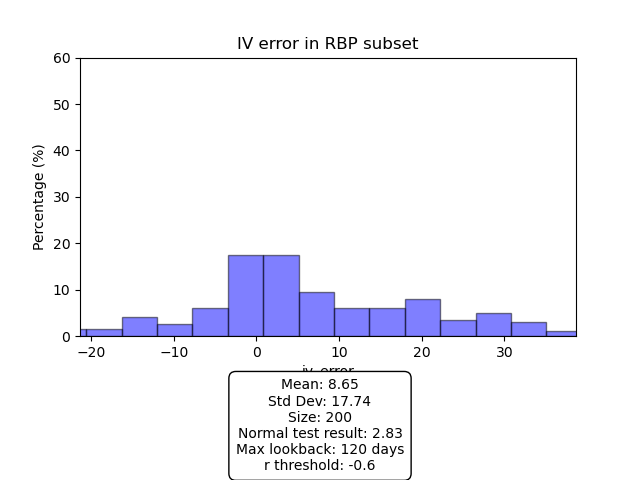 IV error in RBP subset
60
50
40
30
20
10
0
Percentage (%)
−20 −10 0 10 20 30
iv_error
Mean: 8.65
Std Dev: 17.74
Size: 200
Normal test result: 2.83
Max lookback: 120 days
r threshold: -0.6